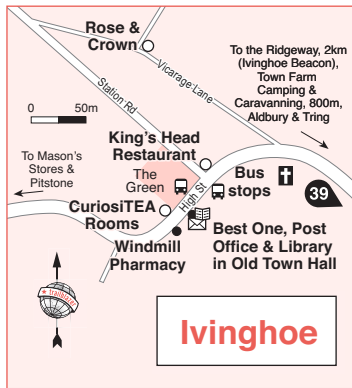 Rose &
Crown
Vicarage Lane
Station Rd
To the Ridgeway, 2km
(Ivinghoe Beacon),
Town Farm
Camping &
Caravanning, 800m,
Aldbury & Tring
0 50m
King's Head
Restaurant
To Mason's
Stores &
Pitstone
The
Green
High St
Bus
stops
39
CuriosiTEA
Rooms
Windmill
Pharmacy
Best One, Post
Office & Library
in Old Town Hall
trailblazer
Ivinghoe